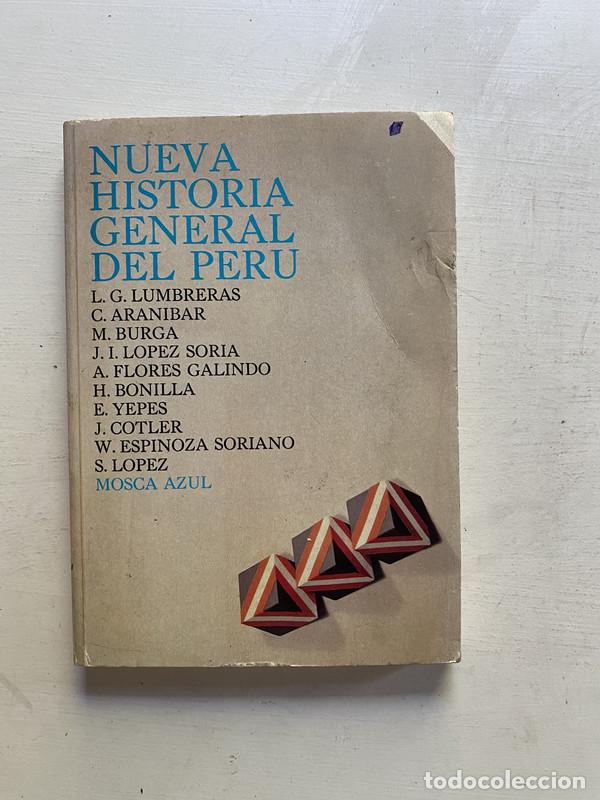 NUEVA
HISTORIA
GENERAL
DEL PERU
L. G. LUMBRERAS
C. ARANIBAR
M. BURGA
J. I. LOPEZ SORIA
A. FLORES GALINDO
H. BONILLA
E. YEPES
J. COTLER
W. ESPINOZA SORIANO
S. LOPEZ
MOSCA AZUL
todocoleccion